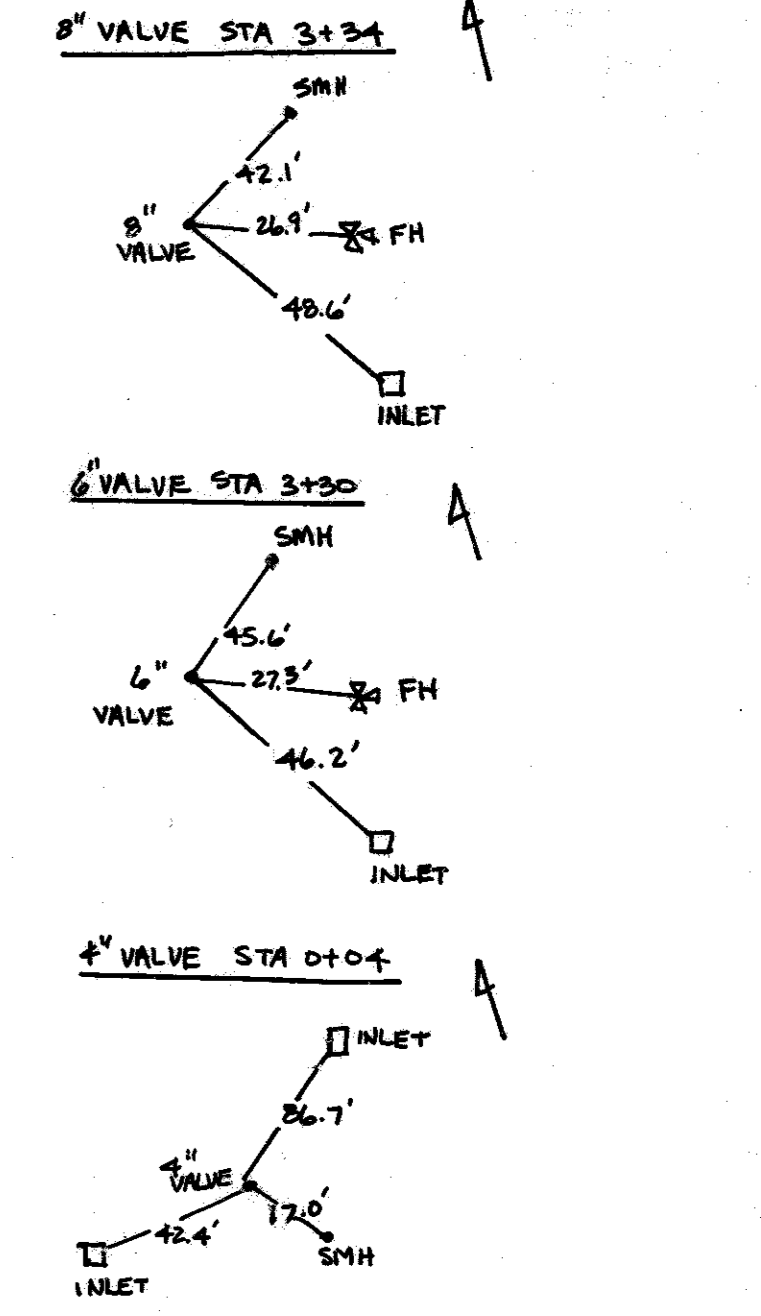 8" VALVE STA 3+34
SMH
42.1'
8"
VALVE
26.9'
FH
48.6'
INLET
6" VALVE STA 3+30
SMH
45.6'
6"
VALVE
27.3'
FH
46.2'
INLET
4" VALVE STA 0+04
INLET
86.7'
4"
VALVE
17.0'
42.4'
SMH
INLET